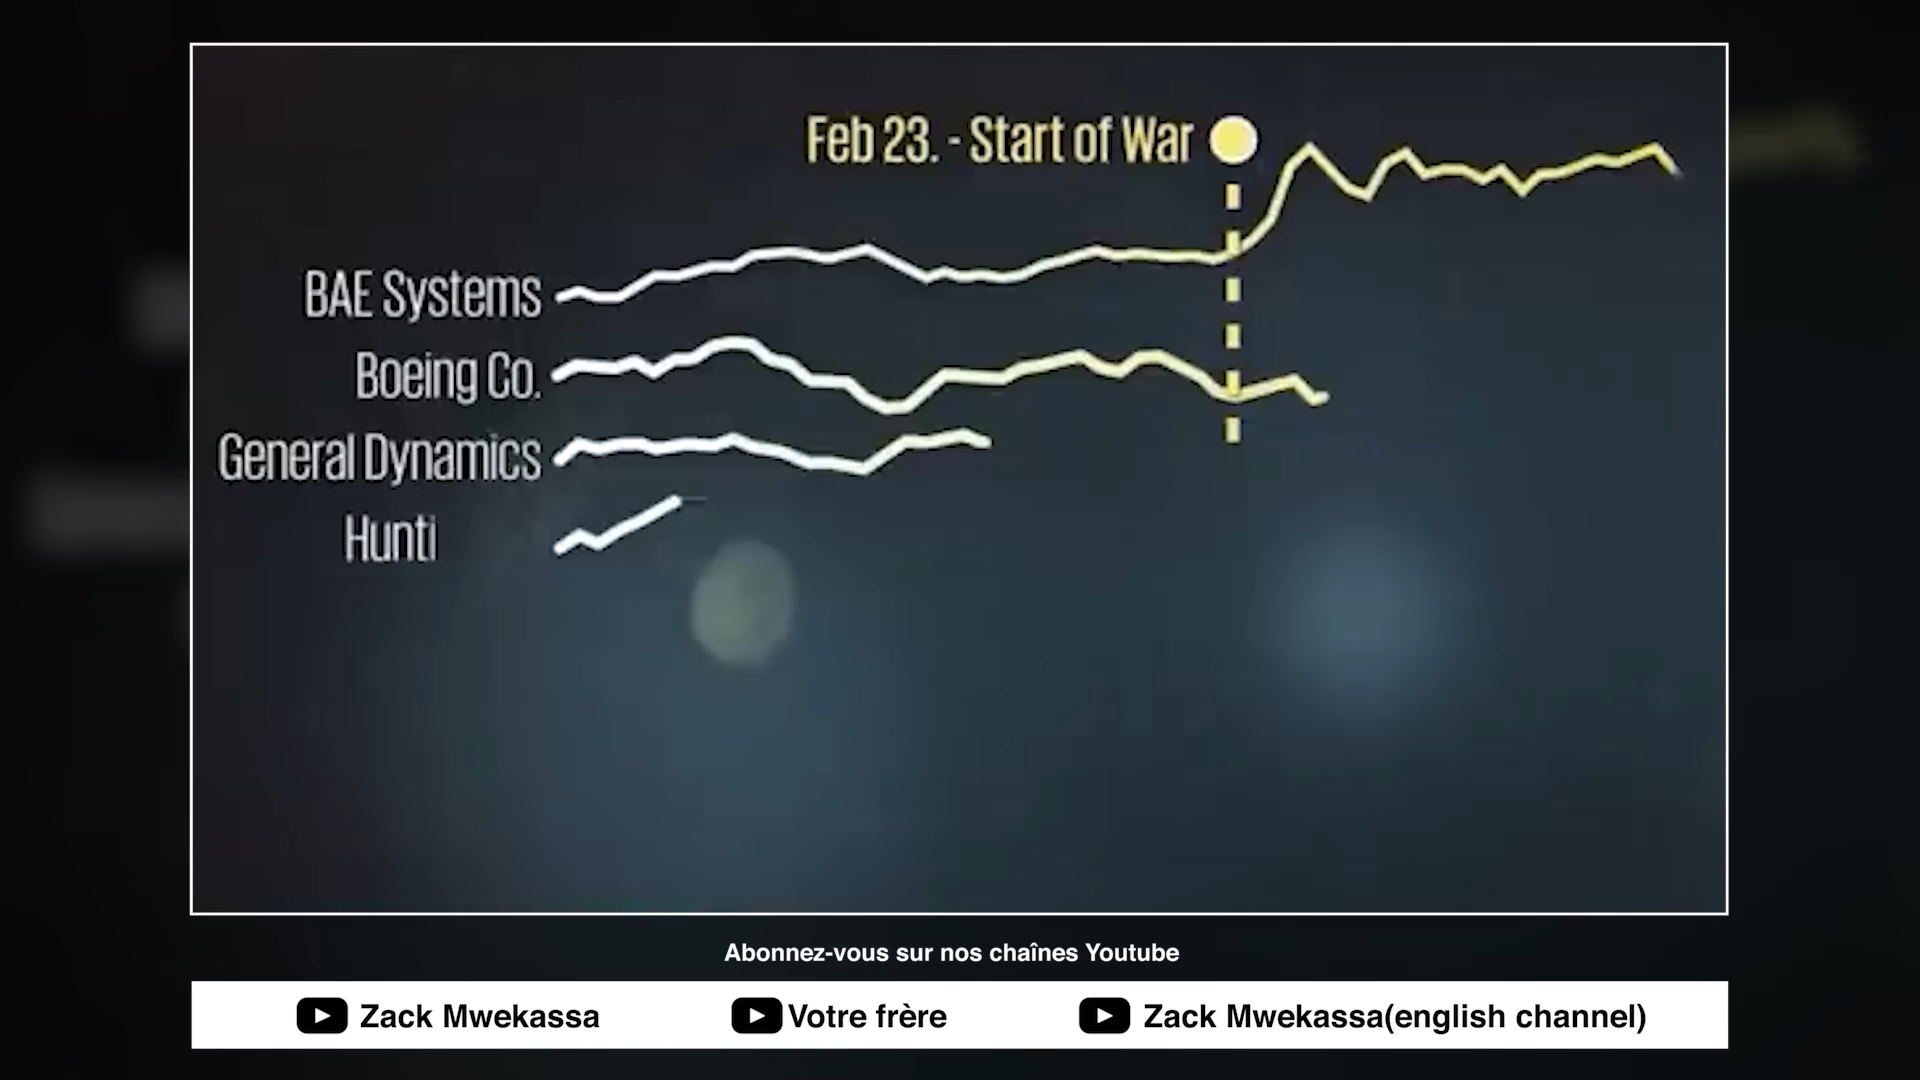 Feb 23. - Start of War
BAE Systems
Boeing Co.
General Dynamics
Hunti
Abonnez-vous sur nos chaînes Youtube
Zack Mwekassa
Votre frère
Zack Mwekassa(english channel)